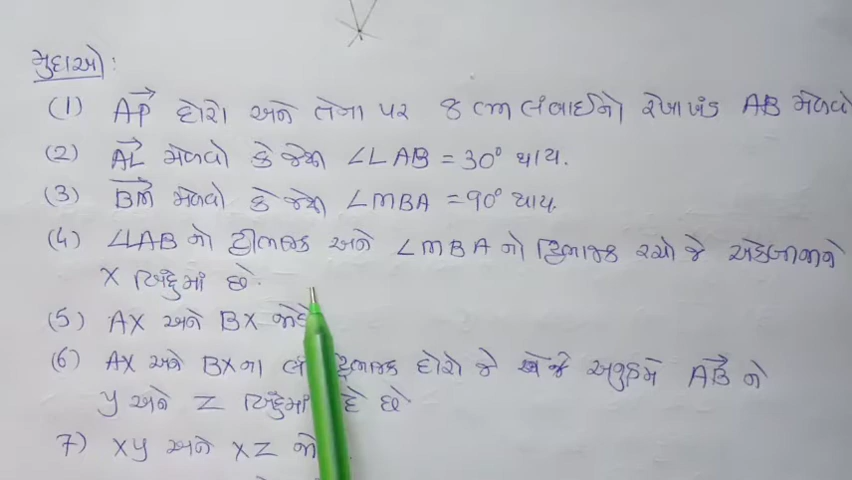 મુદ્દાઓ :
(1) AP દોરો અને તેના પર 8 cm લંબાઈનો રેખાખંડ AB મેળવો
(2) AL મેળવો કે જેથી ∠LAB = 30° થાય.
(3) BM મેળવો કે જેથી ∠MBA = 90° થાય.
(4) ∠LAB નો દ્વીભાજક અને ∠MBA નો દ્વિભાજક રચો જે એકબીજાને
X બિંદુમાં છે.
(5) AX અને BX
(6) AX અને BX ના દ્વિભાજક દોરો જે અનુક્રમે AB ને
Y અને Z બિંદુમાં છે
7) XY અને XZ